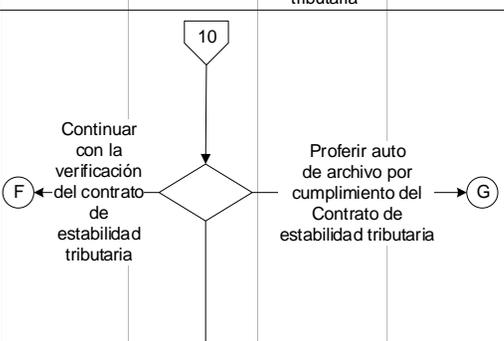 tributaria
10
Continuar
con la
verificación
del contrato
de
estabilidad
tributaria
F
Proferir auto
de archivo por
cumplimiento del
Contrato de
estabilidad tributaria
G